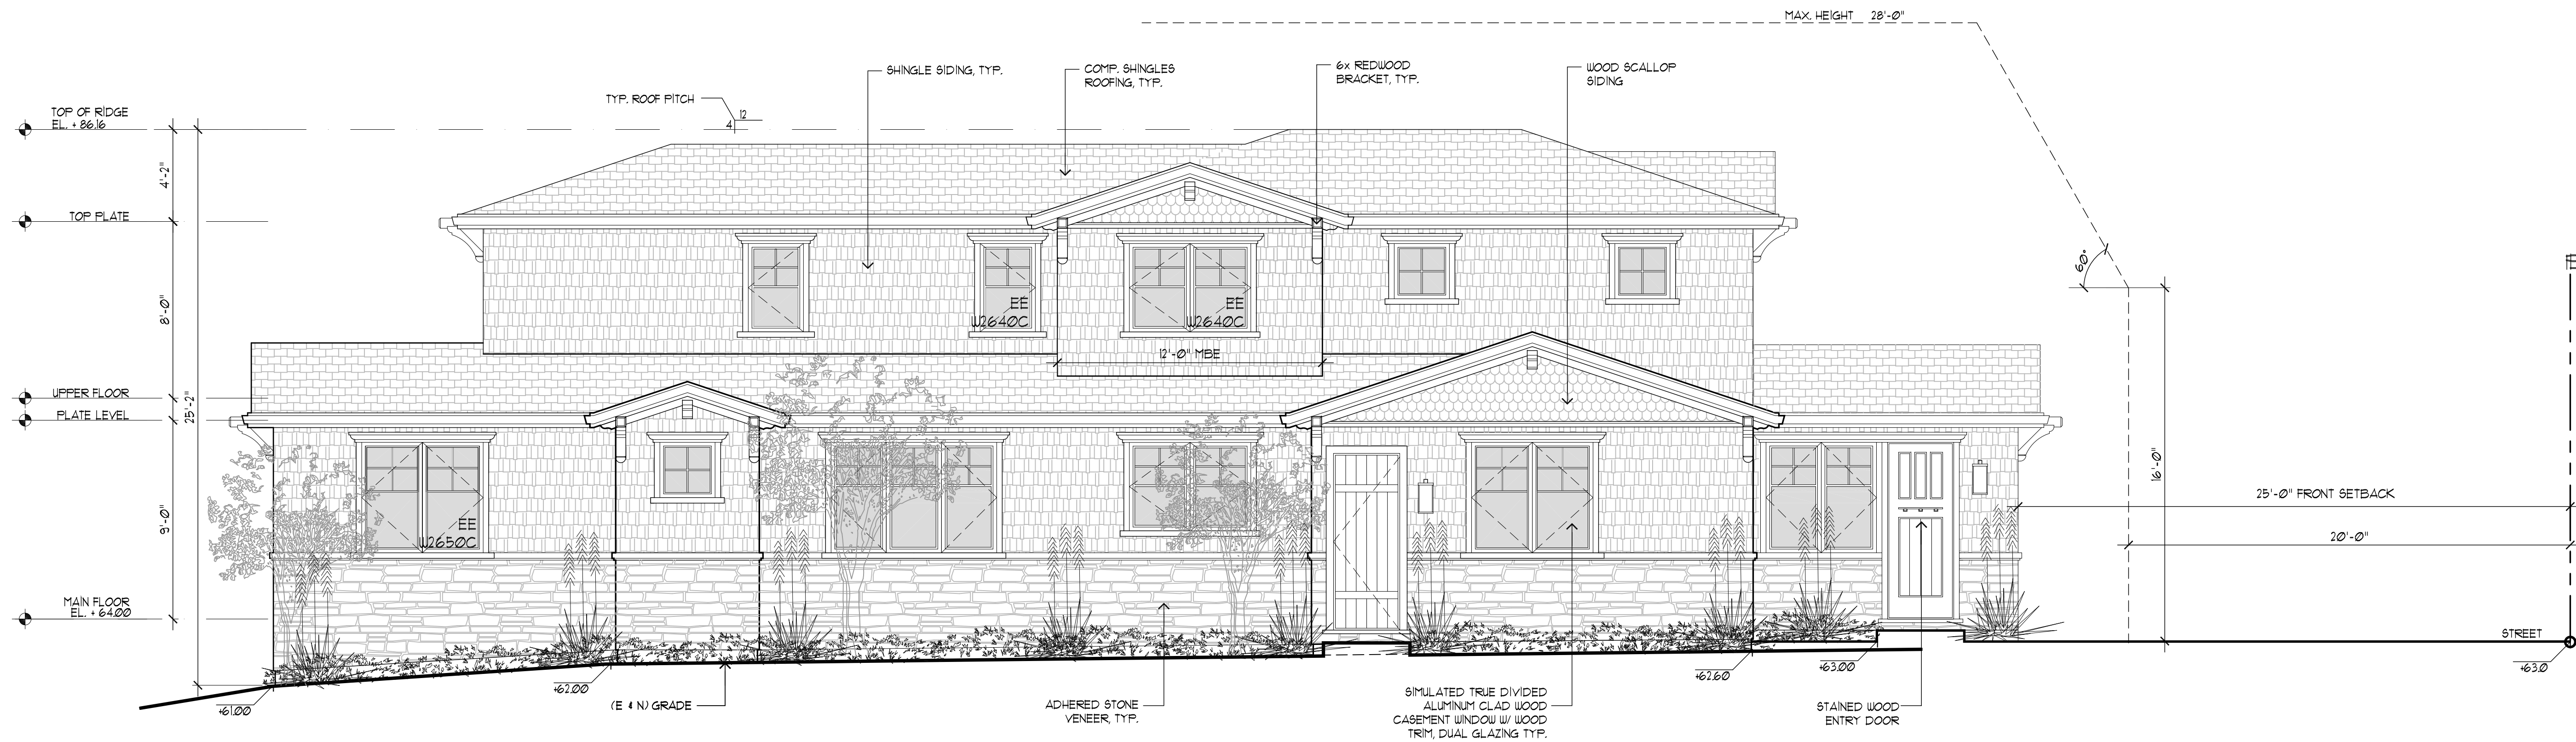 MAX. HEIGHT 28'-0"
SHINGLE SIDING, TYP.
COMP. SHINGLES
ROOFING, TYP.
6x REDWOOD
BRACKET, TYP.
WOOD SCALLOP
SIDING
TYP. ROOF PITCH
12
4
TOP OF RIDGE
EL. + 86.16
4'-2"
TOP PLATE
8'-0"
60°
EE
W2640C
EE
W2640C
12'-0" MBE
UPPER FLOOR
PLATE LEVEL
25'-2"
9'-0"
16'-0"
EE
W2650C
25'-0" FRONT SETBACK
20'-0"
MAIN FLOOR
EL. + 64.00
STREET
+63.0
+61.00
+62.00
+62.60
+63.00
(E & N) GRADE
ADHERED STONE
VENEER, TYP.
SIMULATED TRUE DIVIDED
ALUMINUM CLAD WOOD
CASEMENT WINDOW W/ WOOD
TRIM, DUAL GLAZING TYP.
STAINED WOOD
ENTRY DOOR